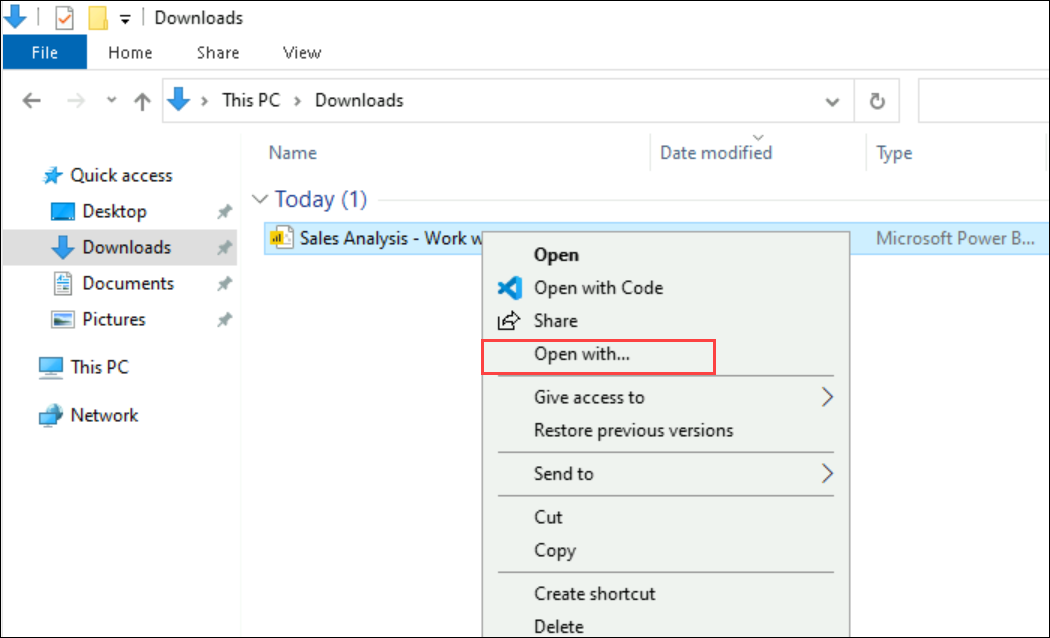 Downloads
File Home Share View
This PC > Downloads
Name Date modified Type
Quick access
Today (1)
Desktop
Sales Analysis - Work w Microsoft Power B...
Downloads
Open
Documents
Open with Code
Pictures
Share
Open with...
This PC
Give access to
Network
Restore previous versions
Send to
Cut
Copy
Create shortcut
Delete